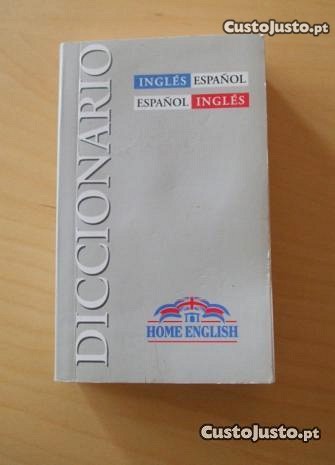 CustoJusto.pt
DICCIONARIO
INGLÉS ESPAÑOL
ESPAÑOL INGLÉS
HOME ENGLISH
CustoJusto.pt